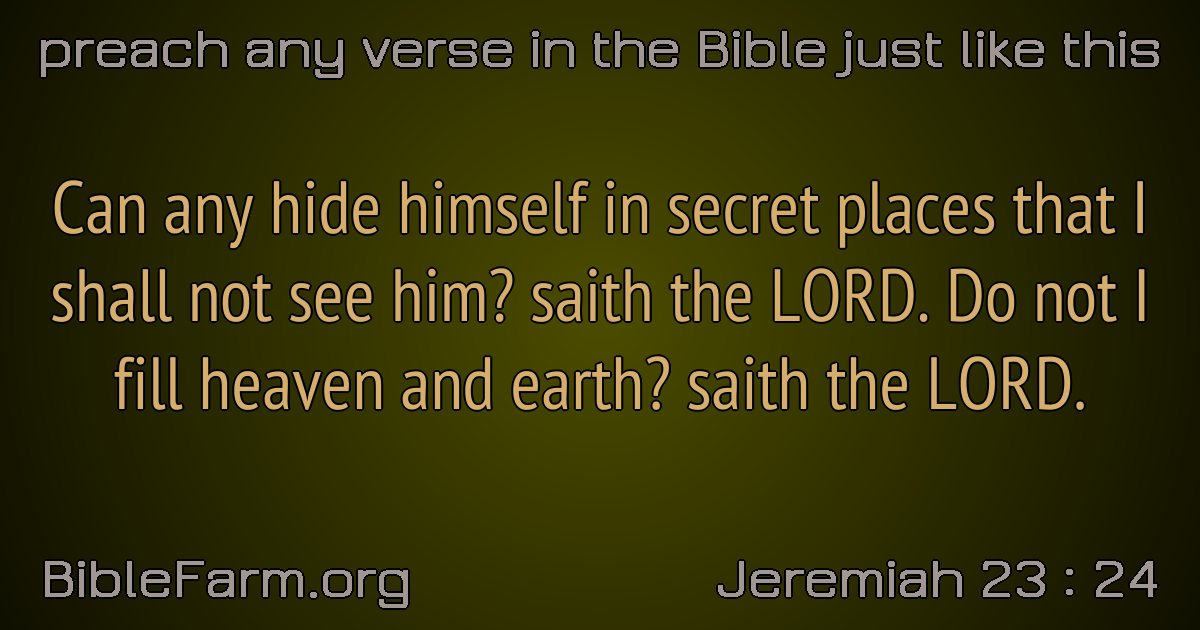 preach any verse in the Bible just like this
Can any hide himself in secret places that I
shall not see him? saith the LORD. Do not I
fill heaven and earth? saith the LORD.
BibleFarm.org
Jeremiah 23 : 24